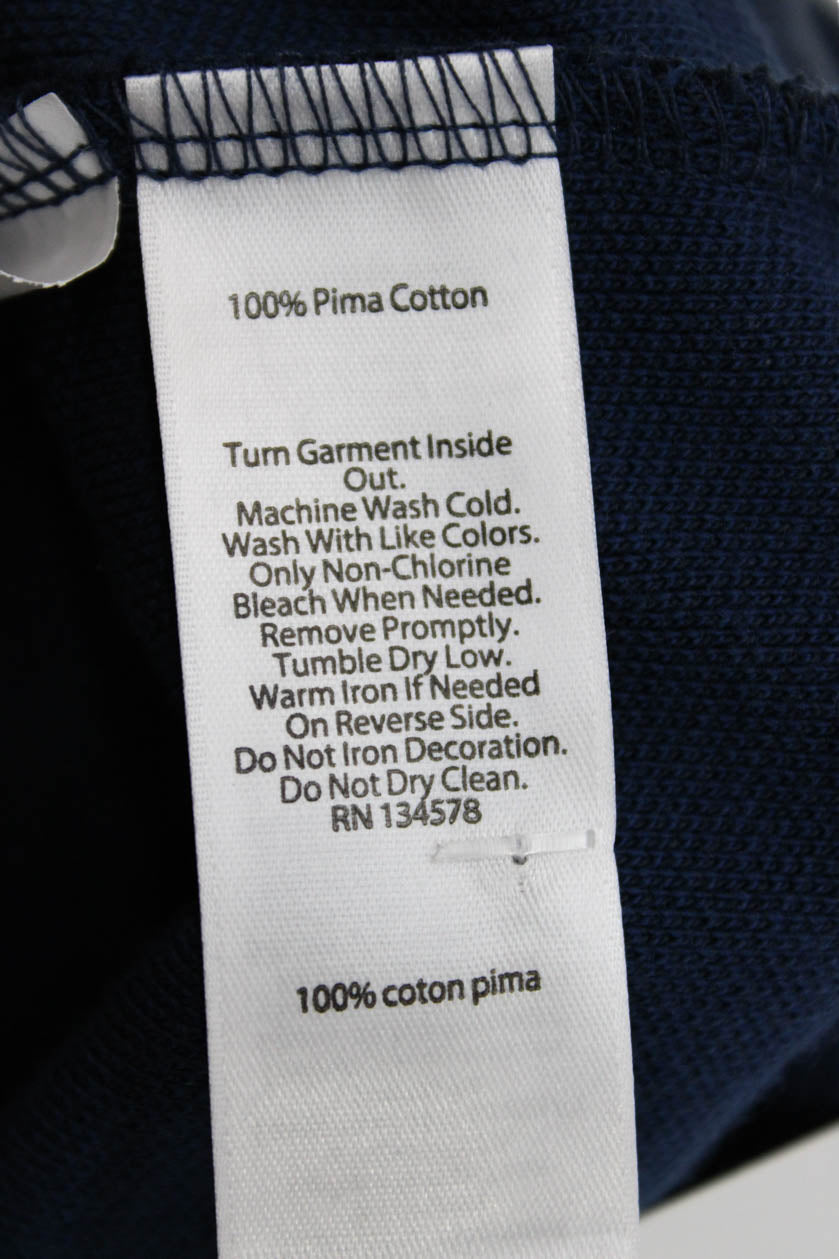 100% Pima Cotton
Turn Garment Inside
Out.
Machine Wash Cold.
Wash With Like Colors.
Only Non-Chlorine
Bleach When Needed.
Remove Promptly.
Tumble Dry Low.
Warm Iron If Needed
On Reverse Side.
Do Not Iron Decoration.
Do Not Dry Clean.
RN 134578
100% coton pima